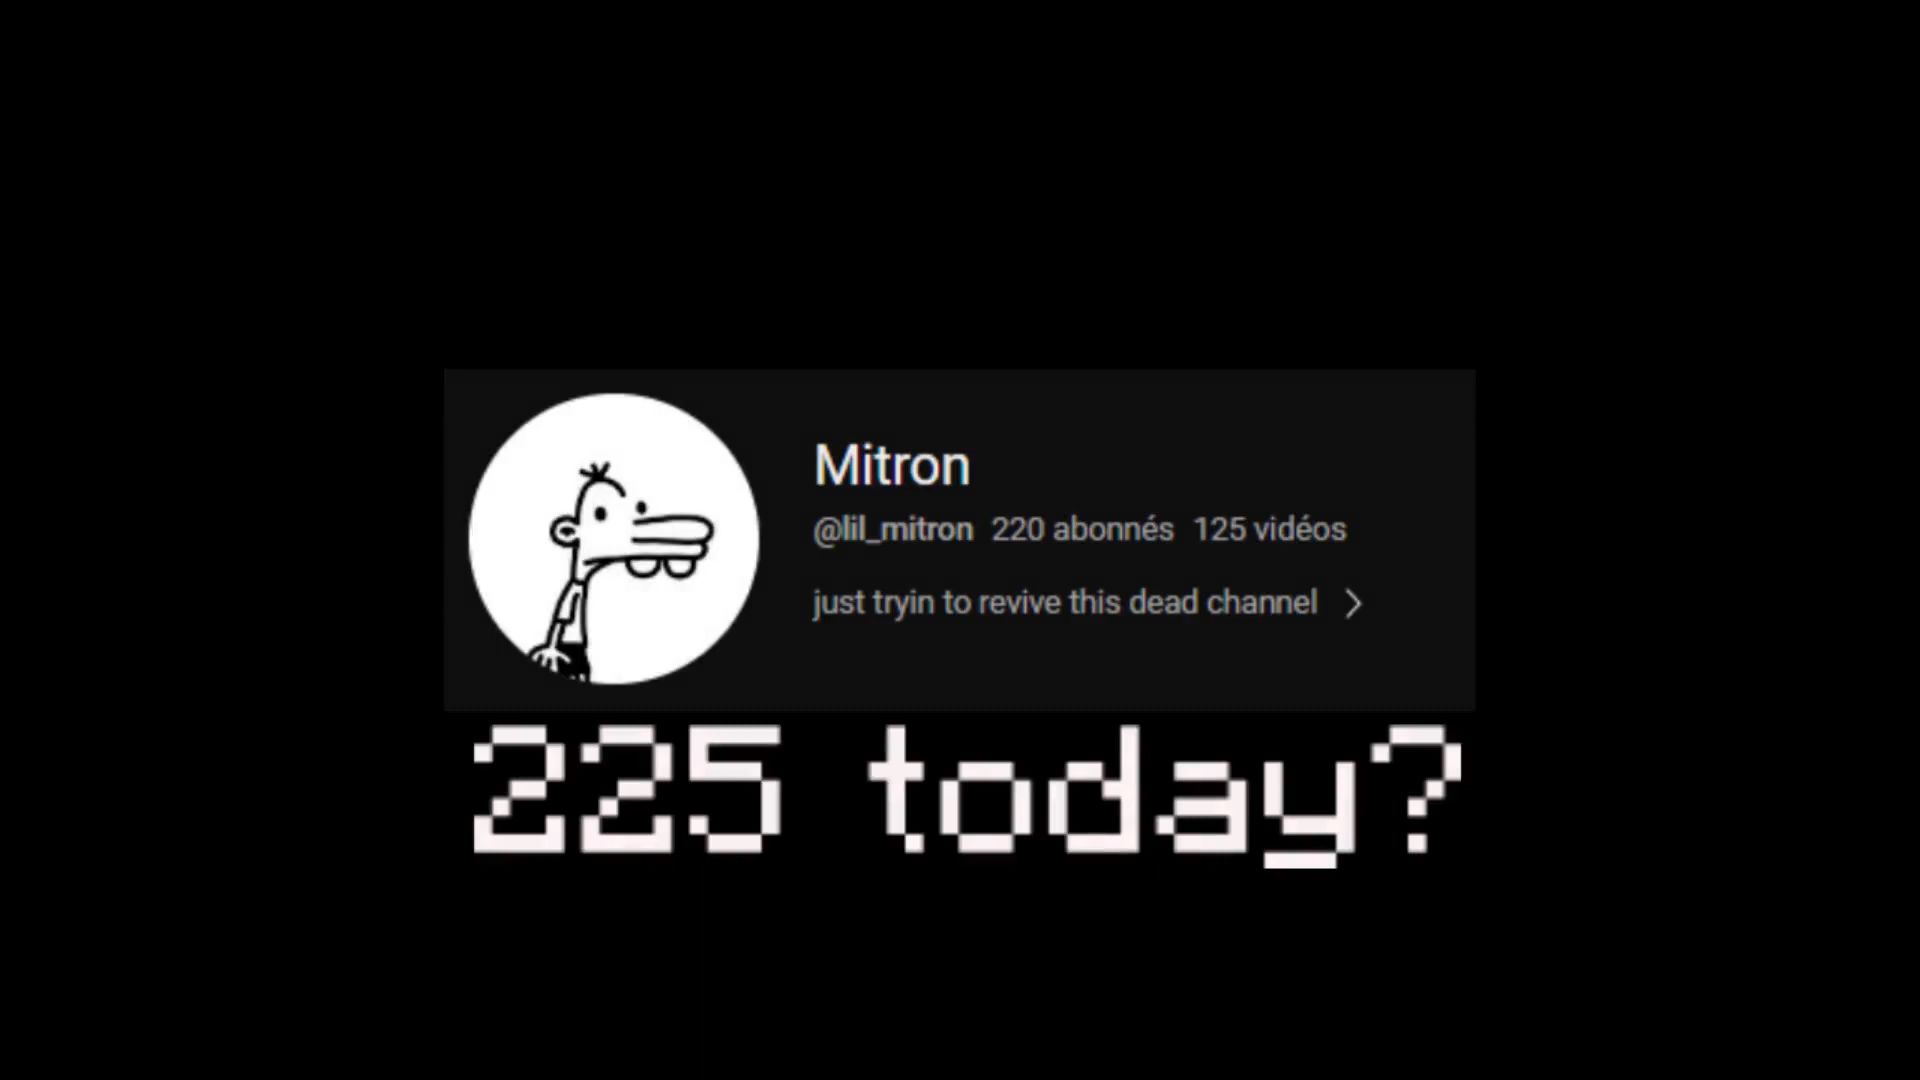 Mitron
@lil_mitron 220 abonnés 125 vidéos
just tryin to revive this dead channel
225 today?